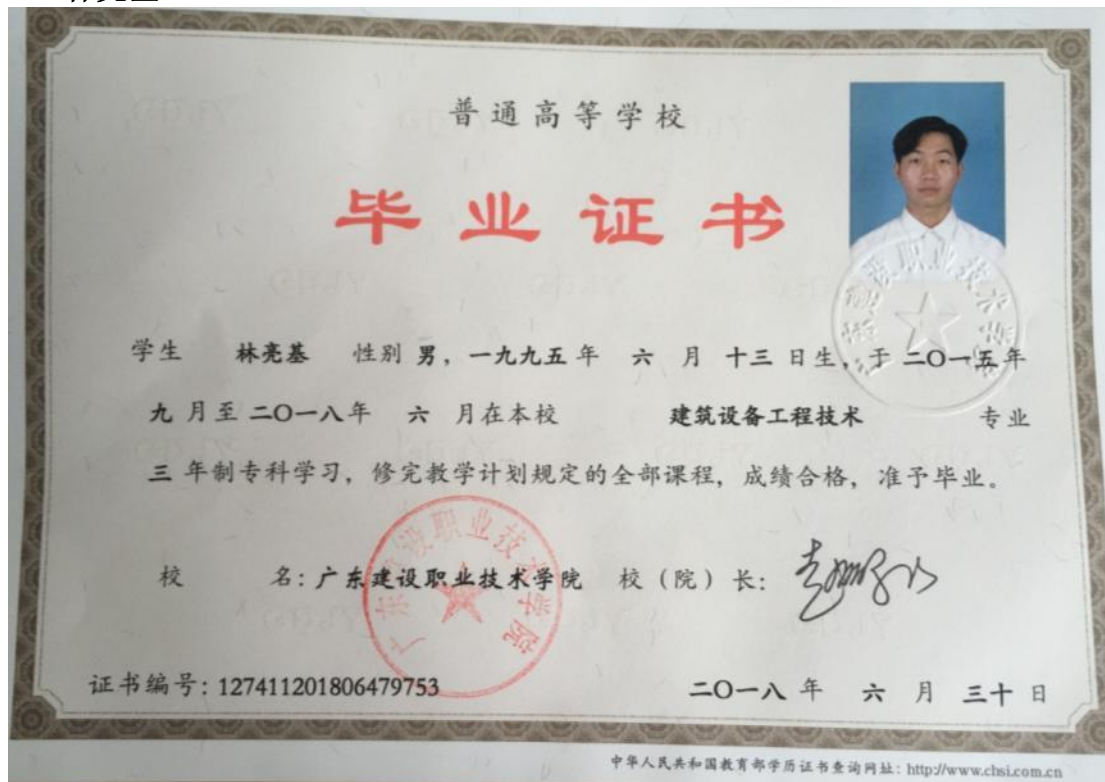 普通高等学校
毕业证书
学生 林亮基 性别 男，一九九五 年 六 月 十三 日生，于 二〇一五 年
九 月至 二〇一八 年 六 月在本校 建筑设备工程技术 专业
三 年制专科学习，修完教学计划规定的全部课程，成绩合格，准予毕业。
校 名：广东建设职业技术学院 校（院）长：
证书编号：127411201806479753 二〇一八 年 六 月 三十 日
中华人民共和国教育部学历证书查询网址：http://www.chsi.com.cn